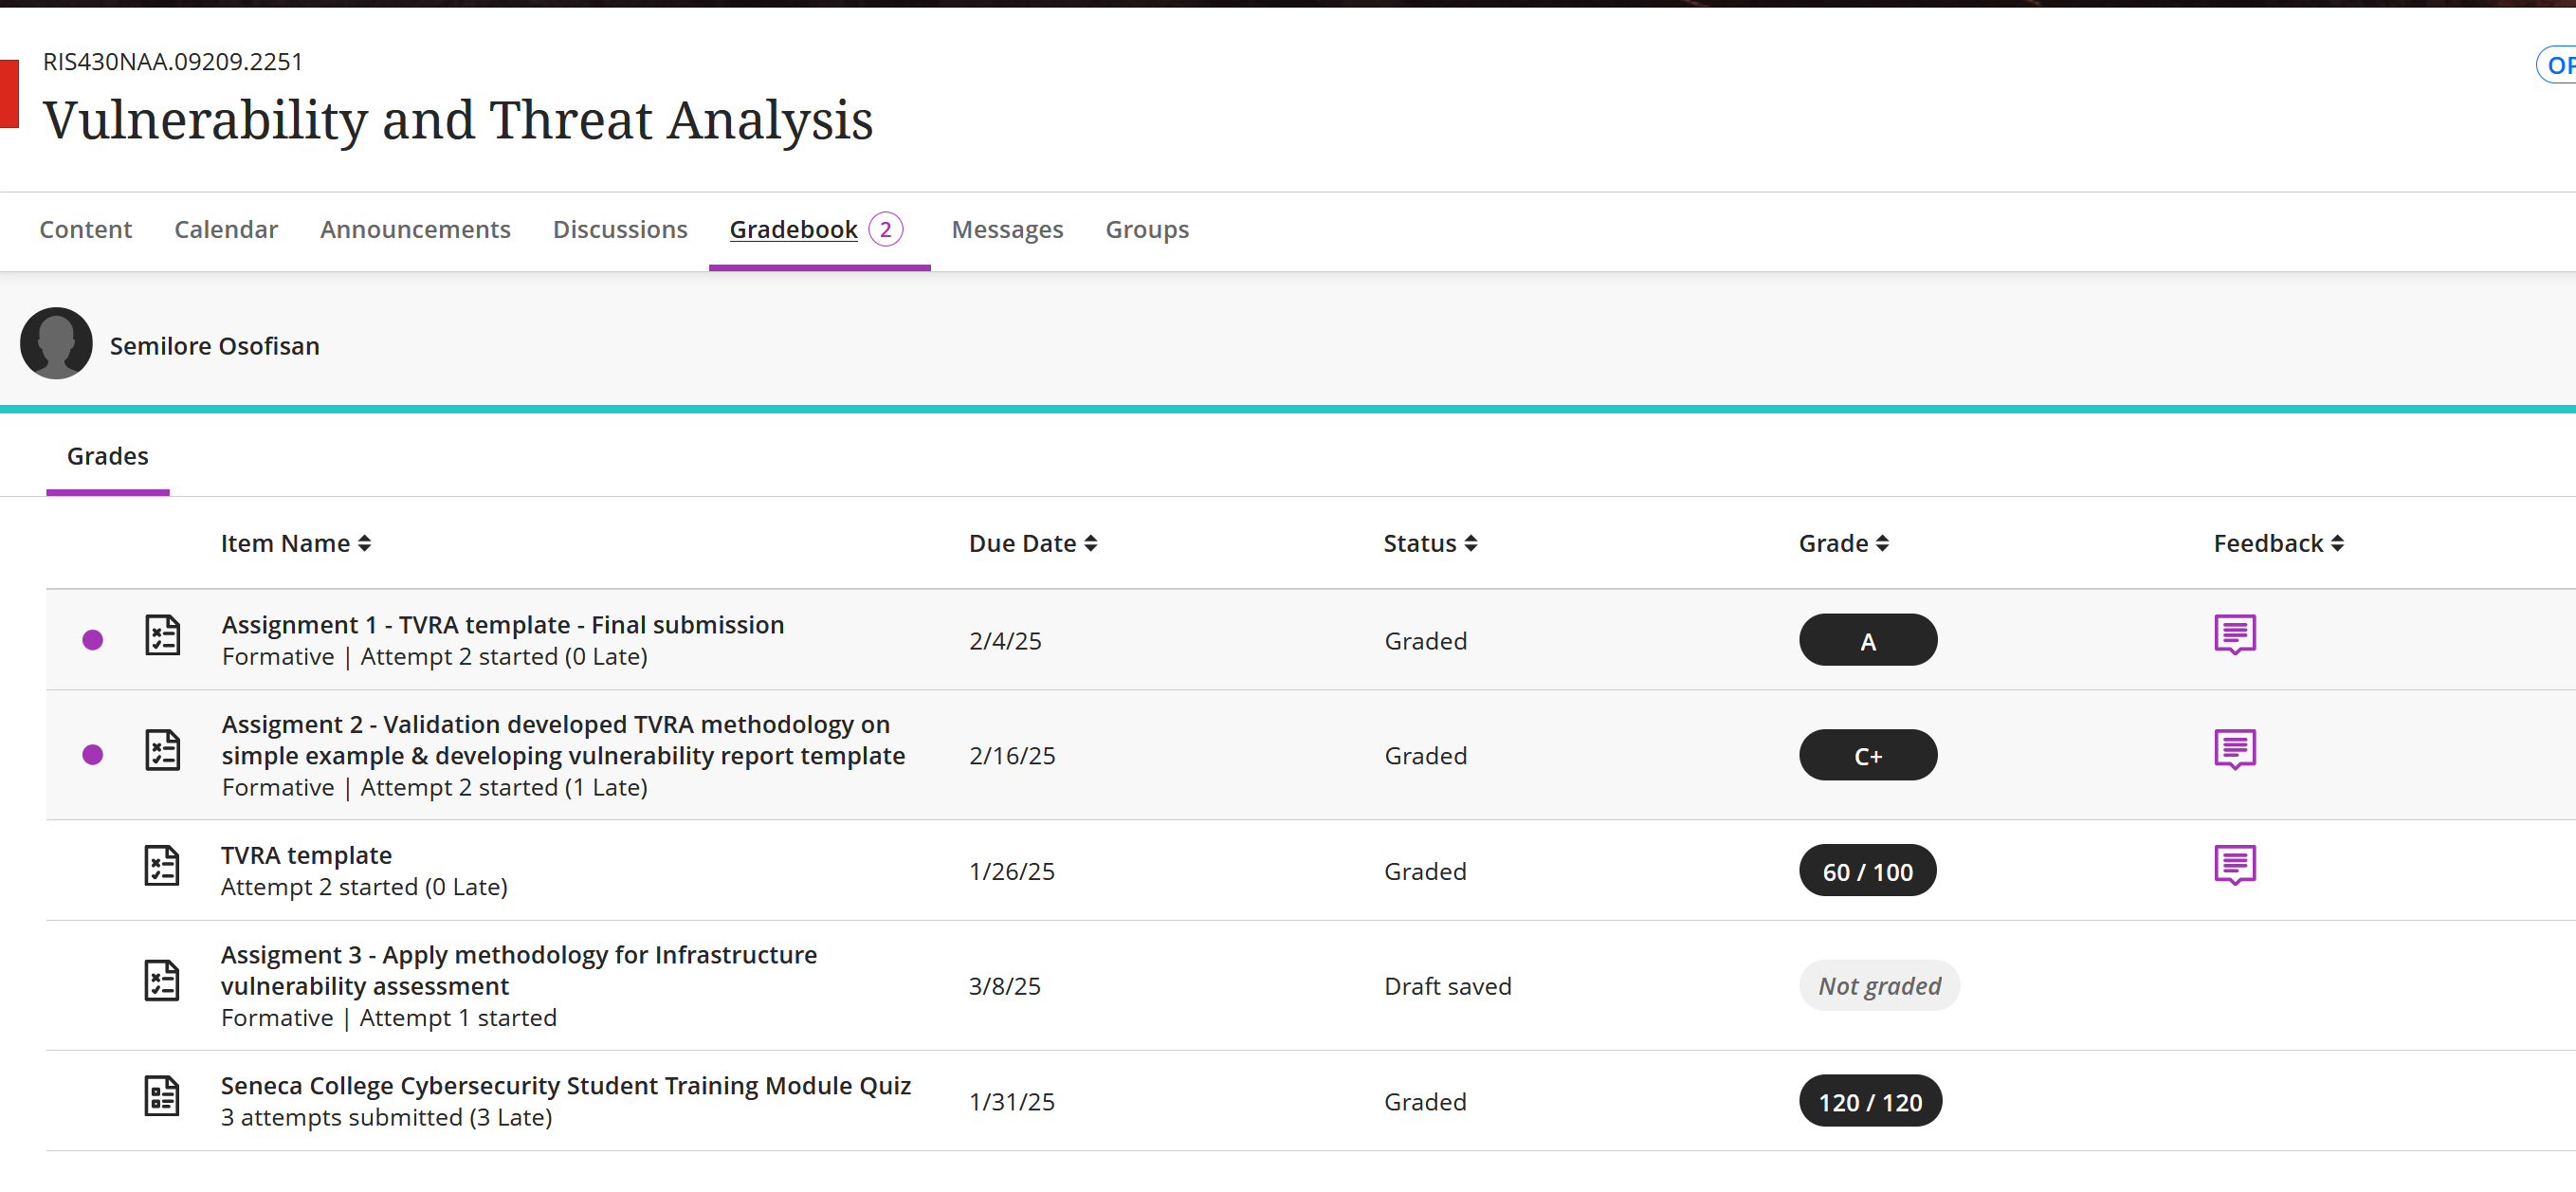 RIS430NAA.09209.2251
Vulnerability and Threat Analysis
Content Calendar Announcements Discussions Gradebook 2 Messages Groups
Semilore Osofisan
Grades
Item Name Due Date Status Grade Feedback
Assignment 1 - TVRA template - Final submission
Formative | Attempt 2 started (0 Late)
2/4/25 Graded A
Assigment 2 - Validation developed TVRA methodology on
simple example & developing vulnerability report template
Formative | Attempt 2 started (1 Late)
2/16/25 Graded C+
TVRA template
Attempt 2 started (0 Late)
1/26/25 Graded 60 / 100
Assigment 3 - Apply methodology for Infrastructure
vulnerability assessment
Formative | Attempt 1 started
3/8/25 Draft saved Not graded
Seneca College Cybersecurity Student Training Module Quiz
3 attempts submitted (3 Late)
1/31/25 Graded 120 / 120